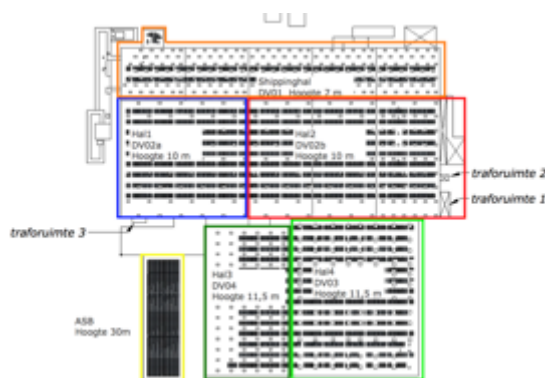 Shippinghal
DV01 Hoogte 7 m
Hal1
DV02a
Hoogte 10 m
Hal2
DV02b
Hoogte 10 m
traforuimte 2
traforuimte 1
traforuimte 3
Hal3
DV04
Hoogte 11,5 m
Hal4
DV03
Hoogte 11,5 m
ASB
Hoogte 30m